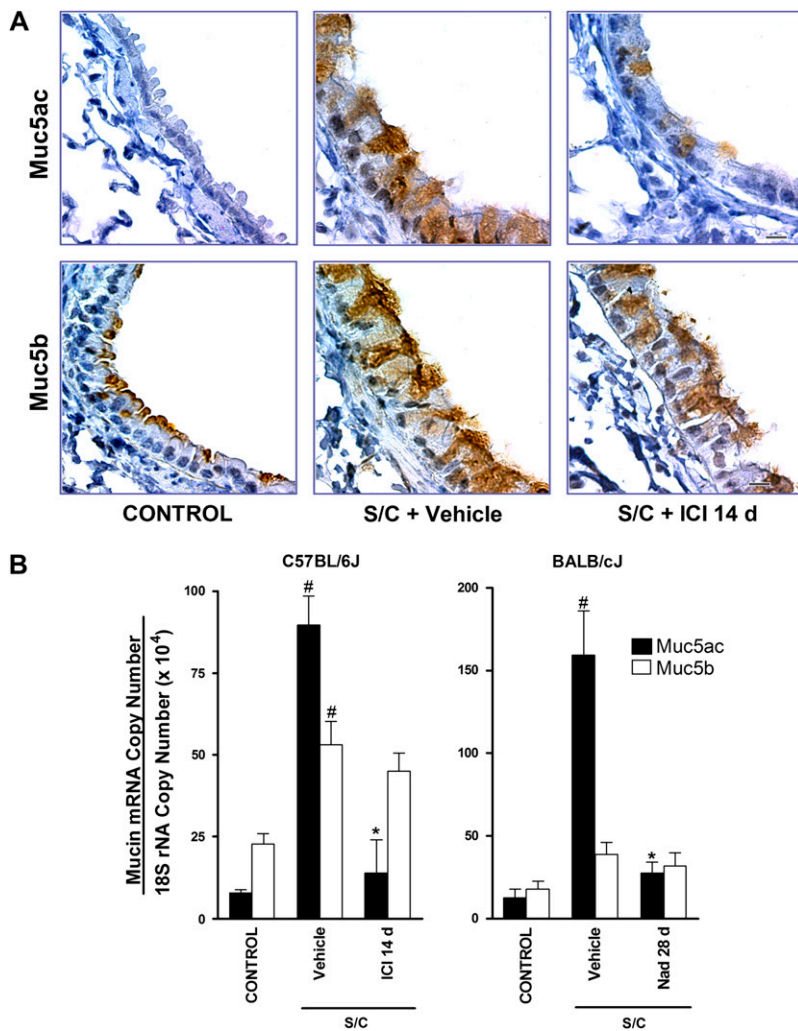 A
Muc5ac
Muc5b
CONTROL
S/C + Vehicle
S/C + ICI 14 d
B
C57BL/6J
BALB/cJ
Mucin mRNA Copy Number
18S rNA Copy Number (x 10⁴)
100
75
50
25
0
#
#
*
200
150
100
50
0
#
*
Muc5ac
Muc5b
CONTROL
Vehicle
ICI 14 d
S/C
CONTROL
Vehicle
Nad 28 d
S/C